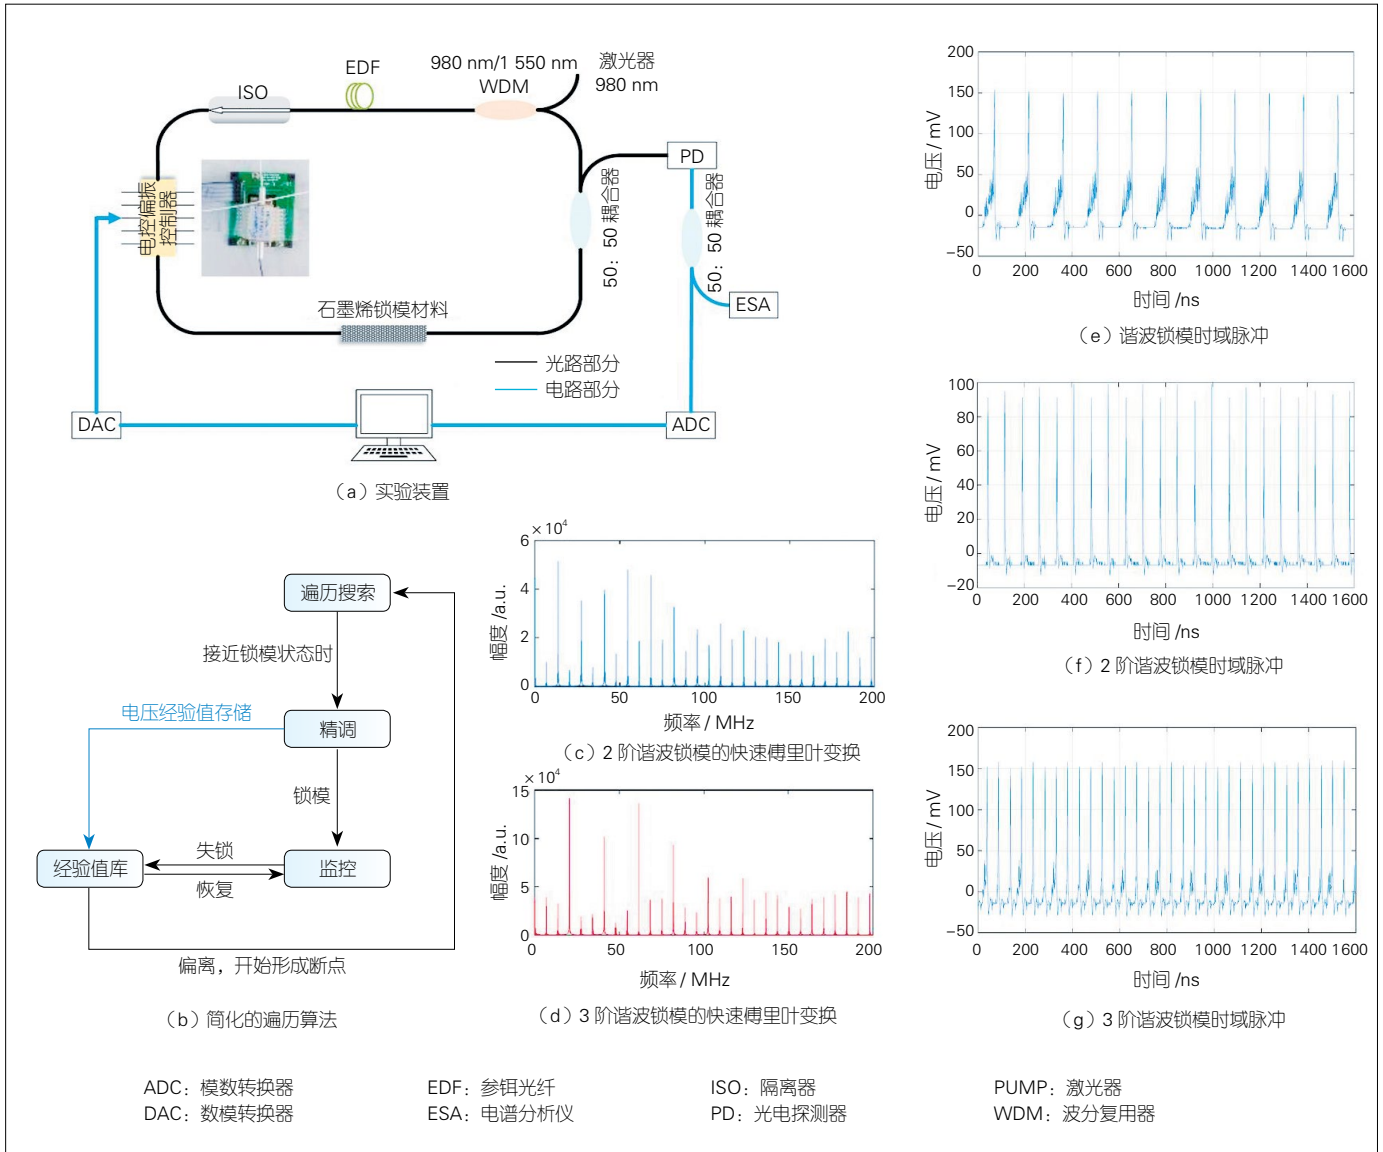 EDF
980 nm/1 550 nm
WDM
激光器
980 nm
ISO
PD
电控偏振
控制器
50：50 耦合器
50：50 耦合器
ESA
石墨烯锁模材料
光路部分
电路部分
DAC
ADC
（a）实验装置
遍历搜索
接近锁模状态时
电压经验值存储
精调
锁模
经验值库
失锁
恢复
监控
偏离，开始形成断点
（b）简化的遍历算法
×10⁴
6
4
2
0
幅度 /a.u.
0 50 100 150 200
频率 / MHz
（c）2 阶谐波锁模的快速傅里叶变换
×10⁴
15
10
5
0
幅度 /a.u.
0 50 100 150 200
频率 / MHz
（d）3 阶谐波锁模的快速傅里叶变换
200
150
100
50
0
−50
电压 / mV
0 200 400 600 800 1000 1200 1400 1600
时间 /ns
（e）谐波锁模时域脉冲
100
80
60
40
20
0
−20
电压 / mV
0 200 400 600 800 1000 1200 1400 1600
时间 /ns
（f）2 阶谐波锁模时域脉冲
200
150
100
50
0
−50
电压 / mV
0 200 400 600 800 1000 1200 1400 1600
时间 /ns
（g）3 阶谐波锁模时域脉冲
ADC：模数转换器 EDF：参铒光纤 ISO：隔离器 PUMP：激光器
DAC：数模转换器 ESA：电谱分析仪 PD：光电探测器 WDM：波分复用器